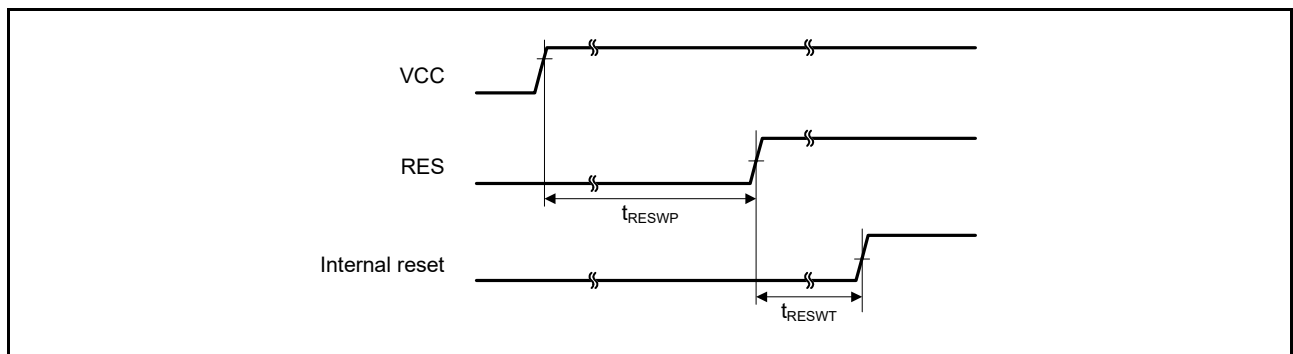 VCC
RES
tRESWP
Internal reset
tRESWT